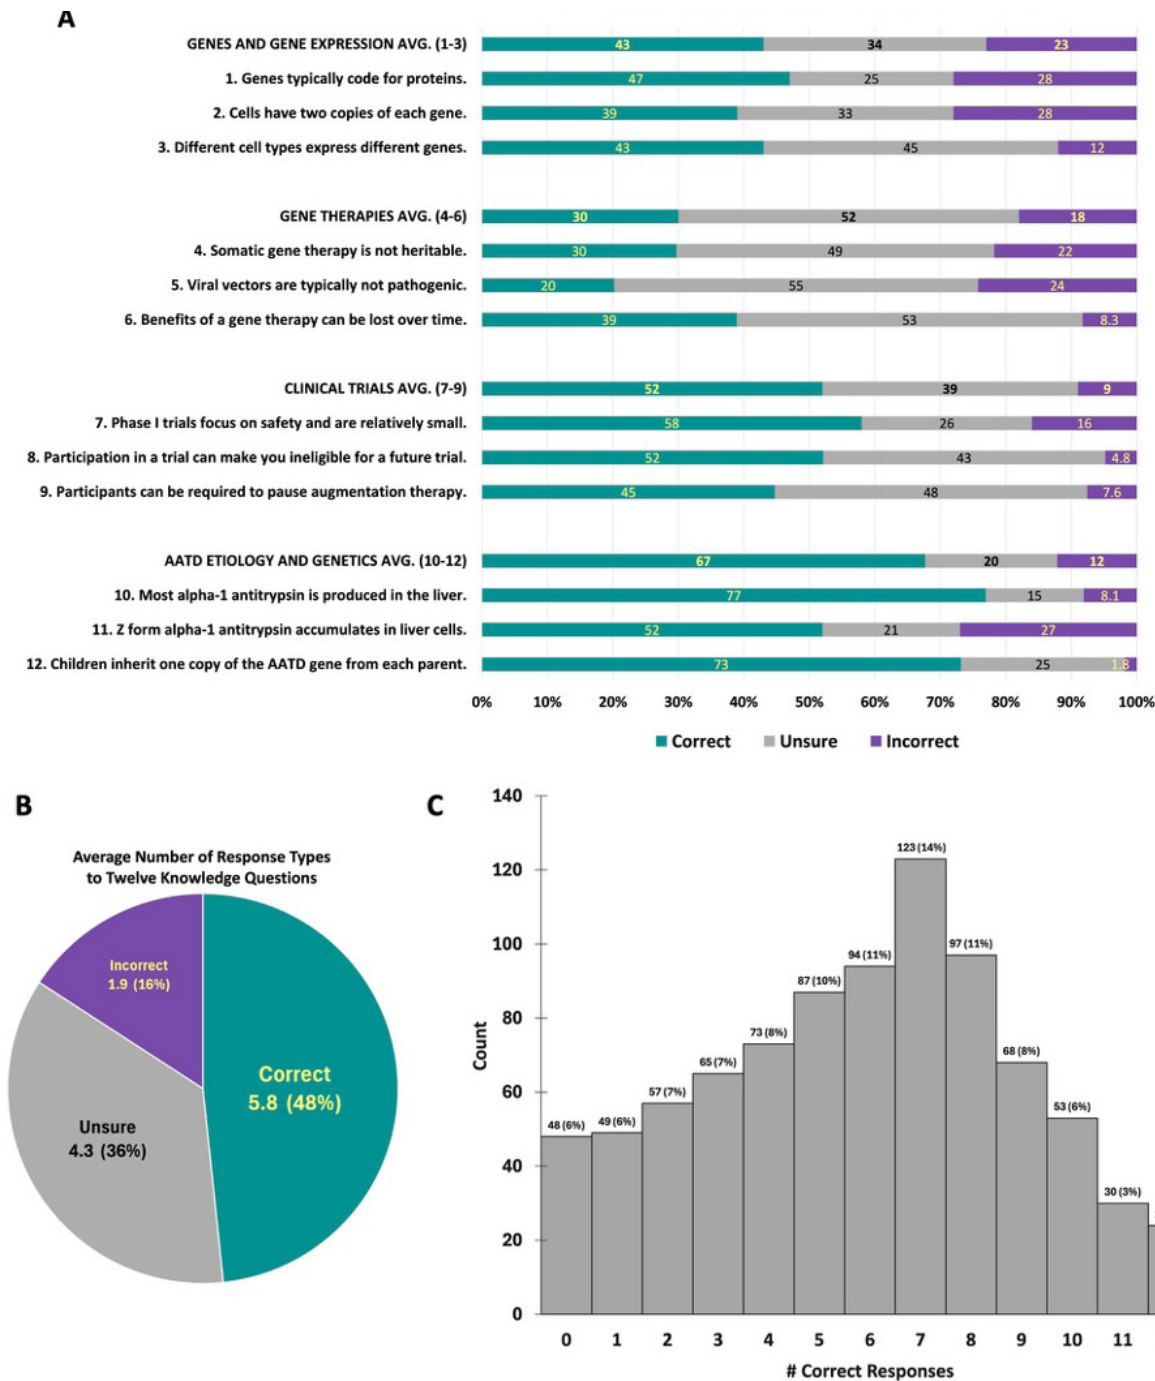 A
GENES AND GENE EXPRESSION AVG. (1-3) 43 34 23
1. Genes typically code for proteins. 47 25 28
2. Cells have two copies of each gene. 39 33 28
3. Different cell types express different genes. 43 45 12
GENE THERAPIES AVG. (4-6) 30 52 18
4. Somatic gene therapy is not heritable. 30 49 22
5. Viral vectors are typically not pathogenic. 20 55 24
6. Benefits of a gene therapy can be lost over time. 39 53 8.3
CLINICAL TRIALS AVG. (7-9) 52 39 9
7. Phase I trials focus on safety and are relatively small. 58 26 16
8. Participation in a trial can make you ineligible for a future trial. 52 43 4.8
9. Participants can be required to pause augmentation therapy. 45 48 7.6
AATD ETIOLOGY AND GENETICS AVG. (10-12) 67 20 12
10. Most alpha-1 antitrypsin is produced in the liver. 77 15 8.1
11. Z form alpha-1 antitrypsin accumulates in liver cells. 52 21 27
12. Children inherit one copy of the AATD gene from each parent. 73 25 1.8
0% 10% 20% 30% 40% 50% 60% 70% 80% 90% 100%
Correct Unsure Incorrect
B
Average Number of Response Types
to Twelve Knowledge Questions
Incorrect
1.9 (16%)
Correct
5.8 (48%)
Unsure
4.3 (36%)
C
Count
140
120
100
80
60
40
20
0
48 (6%)
49 (6%)
57 (7%)
65 (7%)
73 (8%)
87 (10%)
94 (11%)
123 (14%)
97 (11%)
68 (8%)
53 (6%)
30 (3%)
0 1 2 3 4 5 6 7 8 9 10 11
# Correct Responses